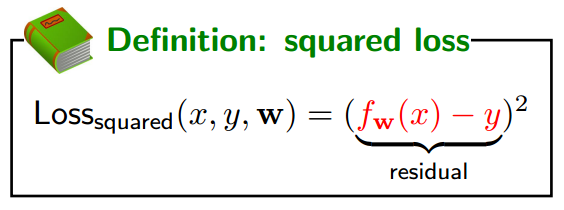 Definition: squared loss
Loss_squared(x, y, w) = (f_w(x) − y)²
residual